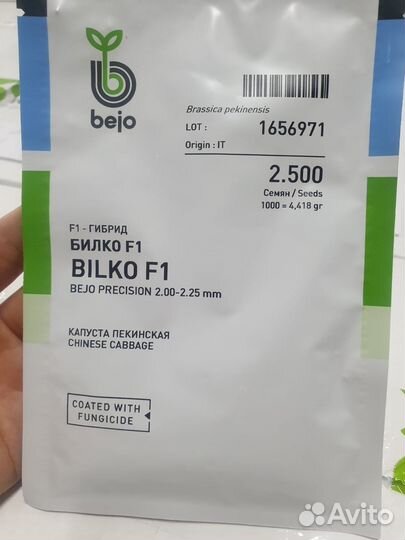 bejo
Brassica pekinensis
LOT : 1656971
Origin : IT
2.500
Семян / Seeds
1000 = 4,418 gr
F1 - ГИБРИД
БИЛКО F1
BILKO F1
BEJO PRECISION 2.00-2.25 mm
КАПУСТА ПЕКИНСКАЯ
CHINESE CABBAGE
COATED WITH
FUNGICIDE
Avito